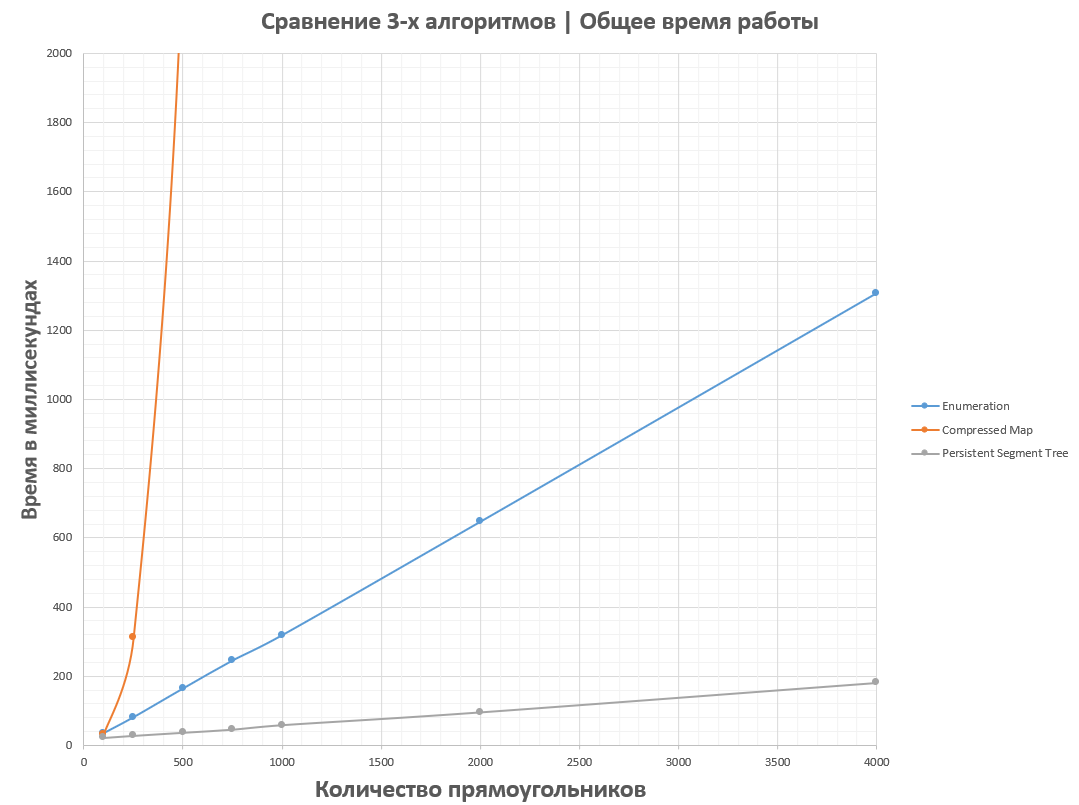 Сравнение 3-х алгоритмов | Общее время работы
Время в миллисекундах
2000
1800
1600
1400
1200
1000
800
600
400
200
0
0 500 1000 1500 2000 2500 3000 3500 4000
Количество прямоугольников
Enumeration
Compressed Map
Persistent Segment Tree